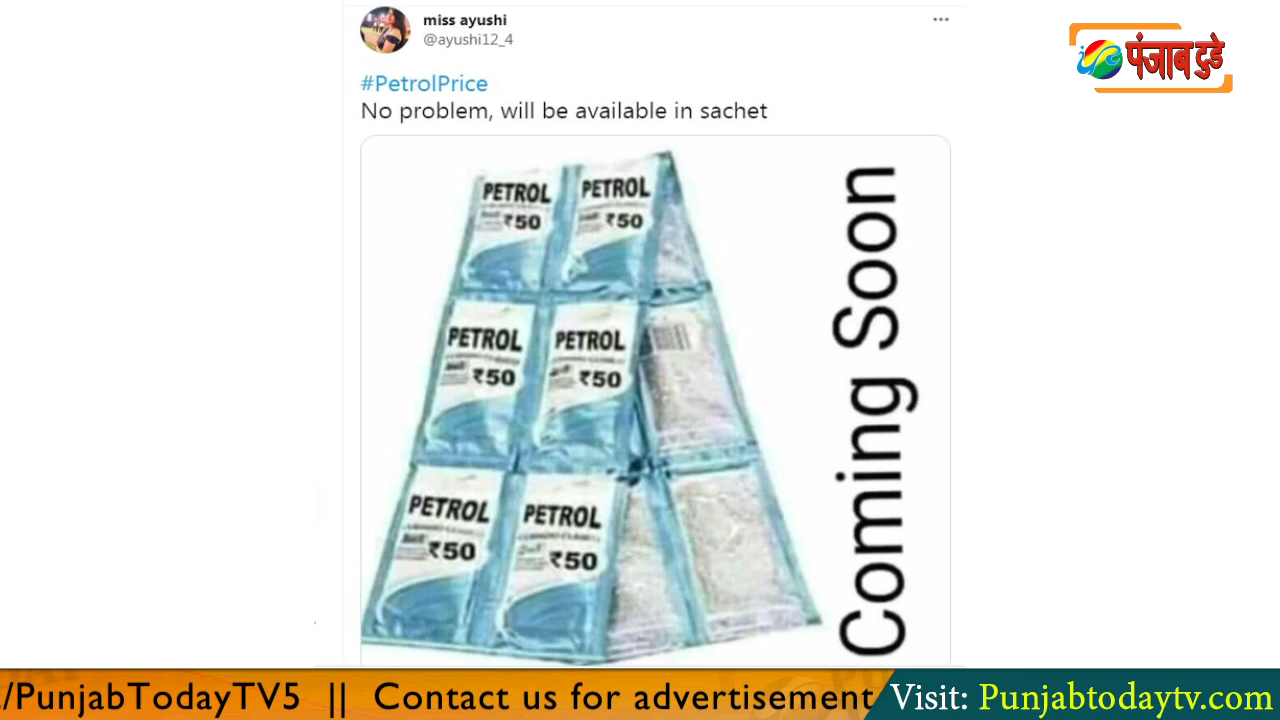 miss ayushi
@ayushi12_4
...
पंजाब टुडे
#PetrolPrice
No problem, will be available in sachet
PETROL
₹50
PETROL
₹50
PETROL
₹50
PETROL
₹50
PETROL
₹50
PETROL
₹50
Coming Soon
/PunjabTodayTV5 || Contact us for advertisement
Visit: Punjabtodaytv.com